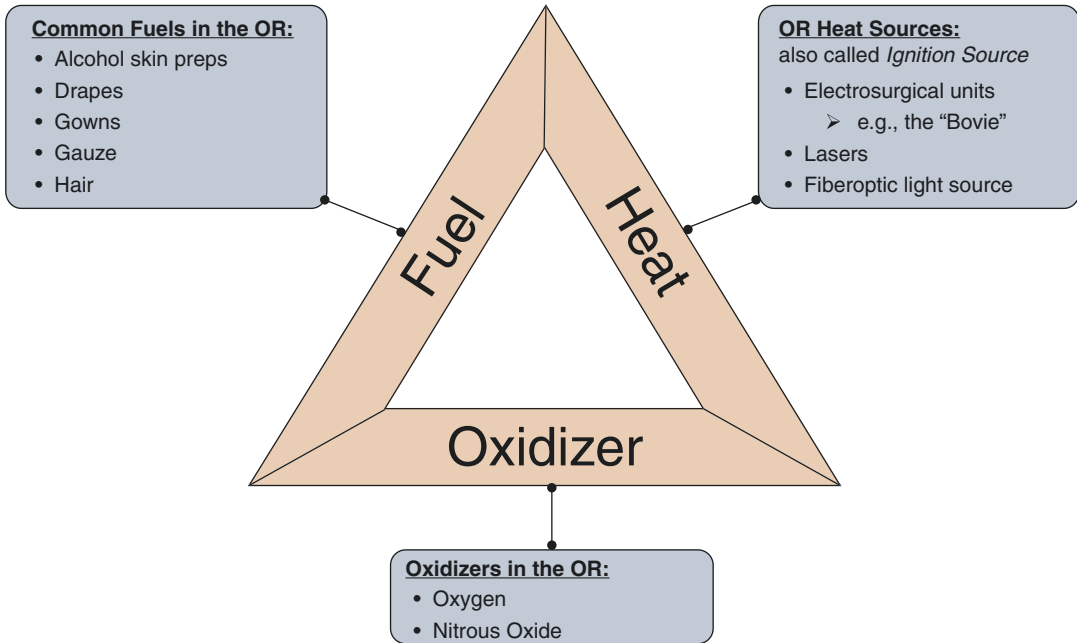 Common Fuels in the OR:
• Alcohol skin preps
• Drapes
• Gowns
• Gauze
• Hair
OR Heat Sources:
also called Ignition Source
• Electrosurgical units
➢ e.g., the “Bovie”
• Lasers
• Fiberoptic light source
Fuel
Heat
Oxidizer
Oxidizers in the OR:
• Oxygen
• Nitrous Oxide